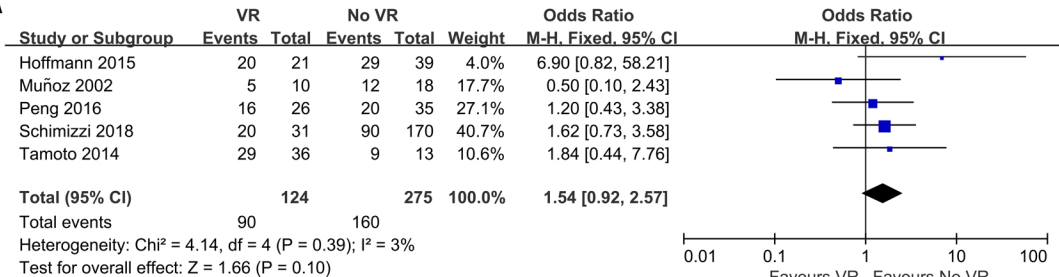 VR No VR Odds Ratio Odds Ratio
Study or Subgroup Events Total Events Total Weight M-H, Fixed, 95% CI M-H, Fixed, 95% CI
Hoffmann 2015 20 21 29 39 4.0% 6.90 [0.82, 58.21]
Muñoz 2002 5 10 12 18 17.7% 0.50 [0.10, 2.43]
Peng 2016 16 26 20 35 27.1% 1.20 [0.43, 3.38]
Schimizzi 2018 20 31 90 170 40.7% 1.62 [0.73, 3.58]
Tamoto 2014 29 36 9 13 10.6% 1.84 [0.44, 7.76]
Total (95% CI) 124 275 100.0% 1.54 [0.92, 2.57]
Total events 90 160
Heterogeneity: Chi² = 4.14, df = 4 (P = 0.39); I² = 3%
Test for overall effect: Z = 1.66 (P = 0.10)
0.01 0.1 1 10 100
Favours VR Favours No VR